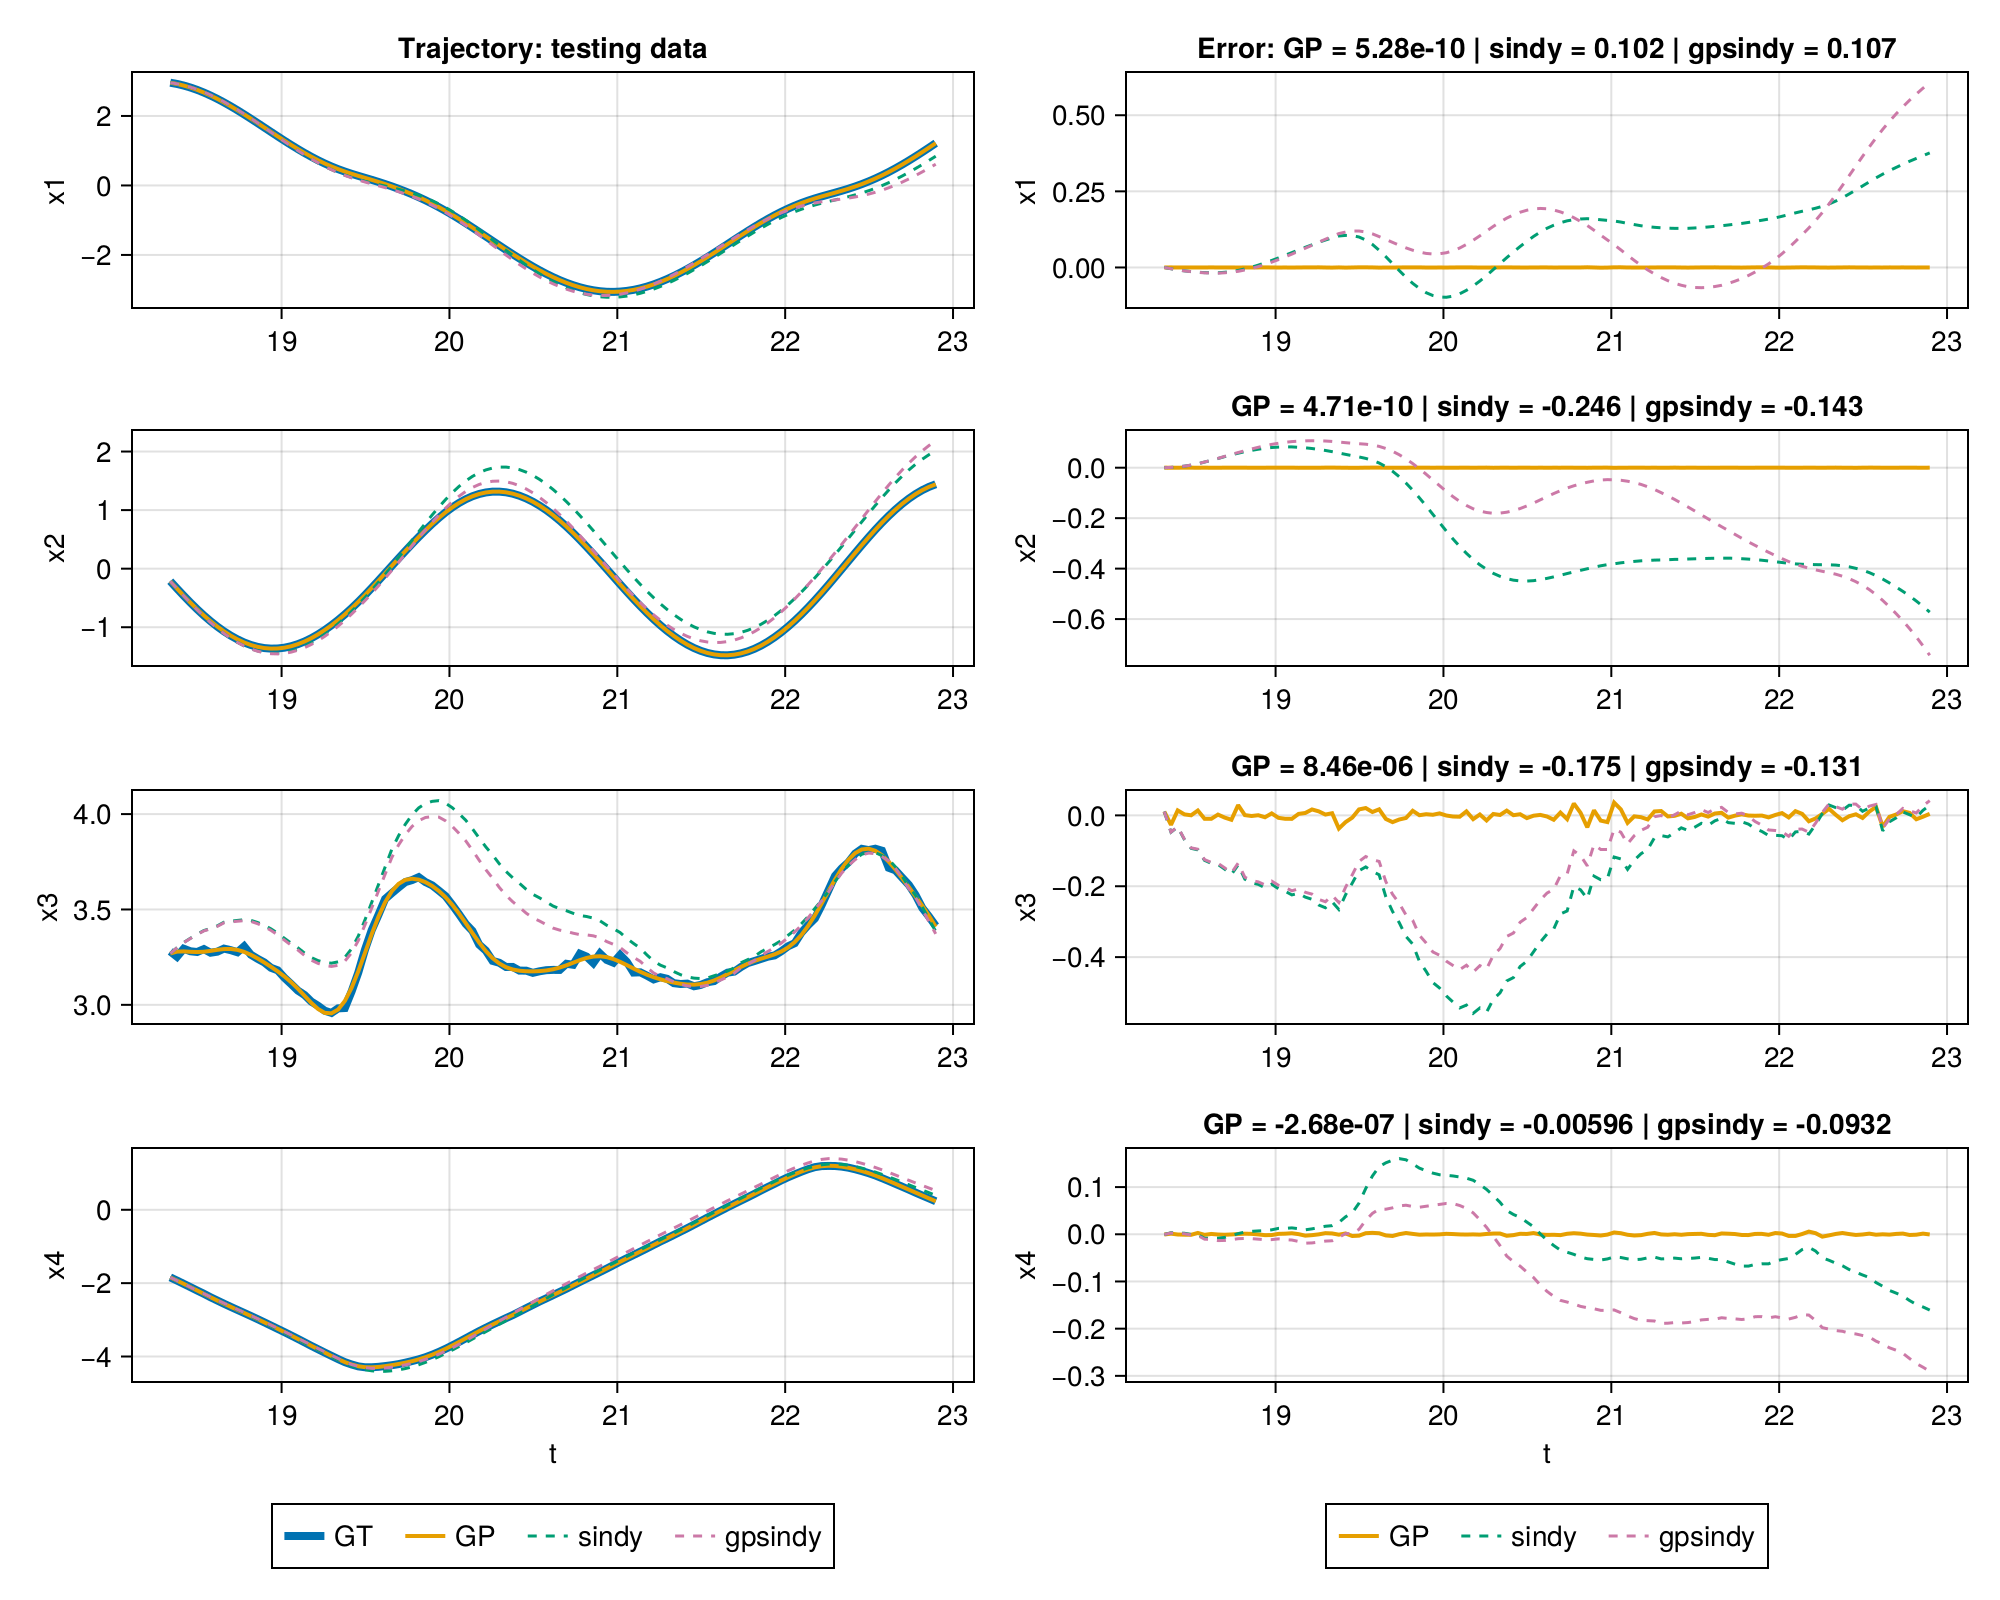 Trajectory: testing data
x1
2
0
−2
19 20 21 22 23
Error: GP = 5.28e-10 | sindy = 0.102 | gpsindy = 0.107
x1
0.50
0.25
0.00
19 20 21 22 23
x2
2
1
0
−1
19 20 21 22 23
GP = 4.71e-10 | sindy = -0.246 | gpsindy = -0.143
x2
0.0
−0.2
−0.4
−0.6
19 20 21 22 23
x3
4.0
3.5
3.0
19 20 21 22 23
GP = 8.46e-06 | sindy = -0.175 | gpsindy = -0.131
x3
0.0
−0.2
−0.4
19 20 21 22 23
x4
0
−2
−4
19 20 21 22 23
t
GP = -2.68e-07 | sindy = -0.00596 | gpsindy = -0.0932
x4
0.1
0.0
−0.1
−0.2
−0.3
19 20 21 22 23
t
GT GP sindy gpsindy
GP sindy gpsindy